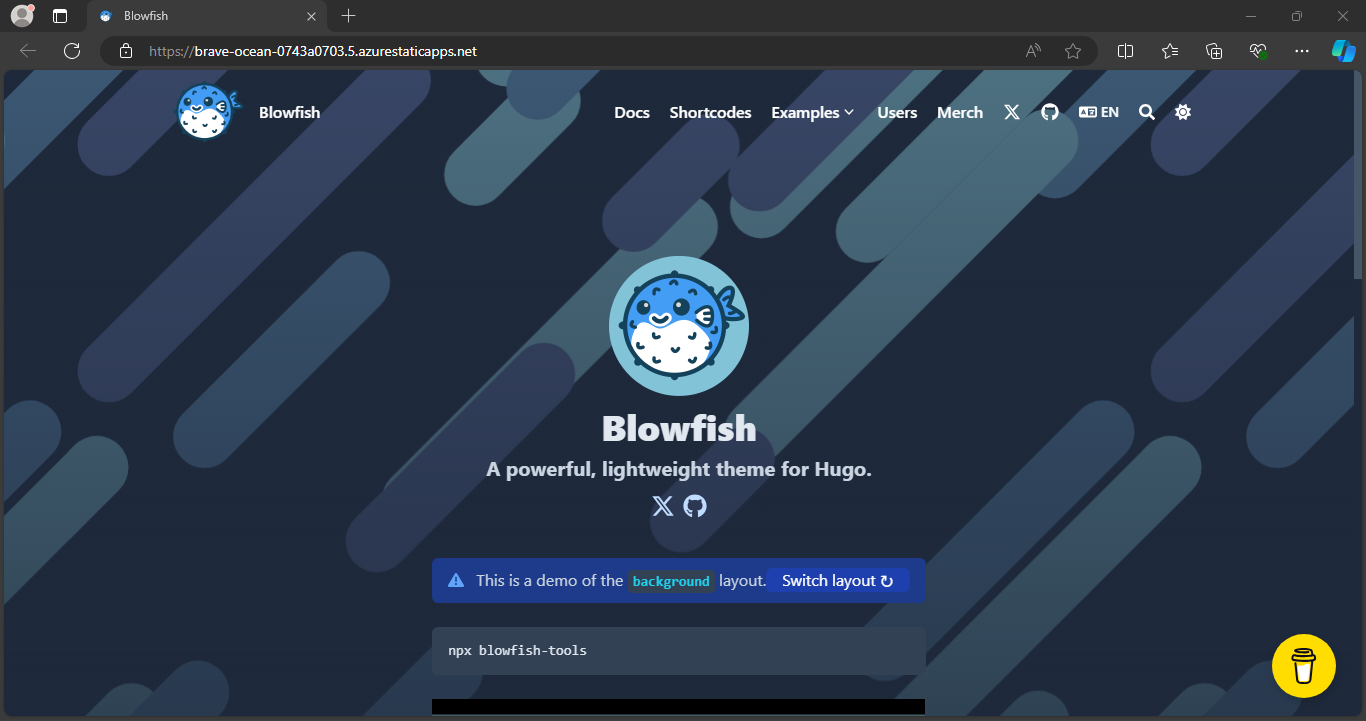 Blowfish
https://brave-ocean-0743a0703.5.azurestaticapps.net
Blowfish Docs Shortcodes Examples Users Merch EN
Blowfish
A powerful, lightweight theme for Hugo.
This is a demo of the background layout. Switch layout ↻
npx blowfish-tools